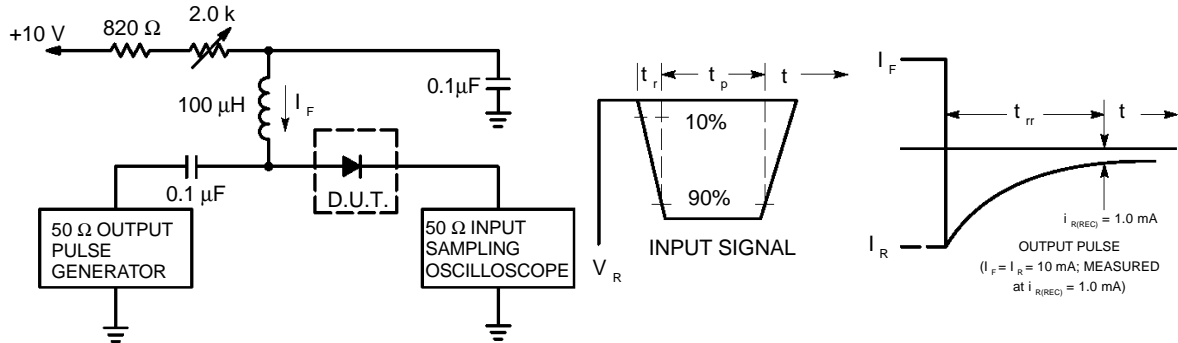 +10 V
820 Ω
2.0 k
100 μH
I F
0.1μF
0.1 μF
D.U.T.
50 Ω OUTPUT
PULSE
GENERATOR
50 Ω INPUT
SAMPLING
OSCILLOSCOPE
t r
t p
t
10%
90%
V R
INPUT SIGNAL
I F
t rr
t
i R(REC) = 1.0 mA
I R
OUTPUT PULSE
(I F = I R = 10 mA; MEASURED
at i R(REC) = 1.0 mA)